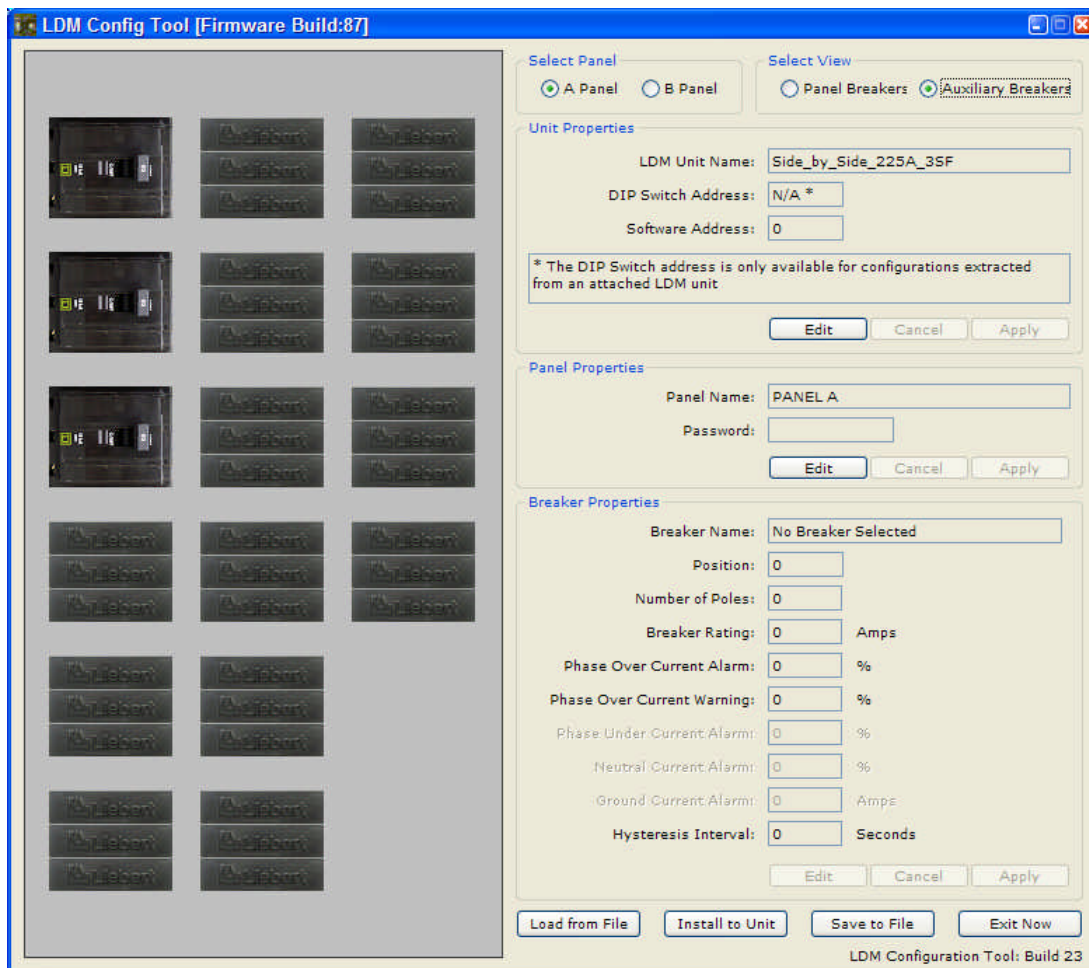 LDM Config Tool [Firmware Build:87]
Select Panel
A Panel
B Panel
Select View
Panel Breakers
Auxiliary Breakers
Unit Properties
LDM Unit Name: Side_by_Side_225A_3SF
DIP Switch Address: N/A *
Software Address: 0
* The DIP Switch address is only available for configurations extracted
from an attached LDM unit
Edit Cancel Apply
Panel Properties
Panel Name: PANEL A
Password:
Edit Cancel Apply
Breaker Properties
Breaker Name: No Breaker Selected
Position: 0
Number of Poles: 0
Breaker Rating: 0 Amps
Phase Over Current Alarm: 0 %
Phase Over Current Warning: 0 %
Phase Under Current Alarm: 0 %
Neutral Current Alarm: 0 %
Ground Current Alarm: 0 Amps
Hysteresis Interval: 0 Seconds
Edit Cancel Apply
Load from File Install to Unit Save to File Exit Now
LDM Configuration Tool: Build 23